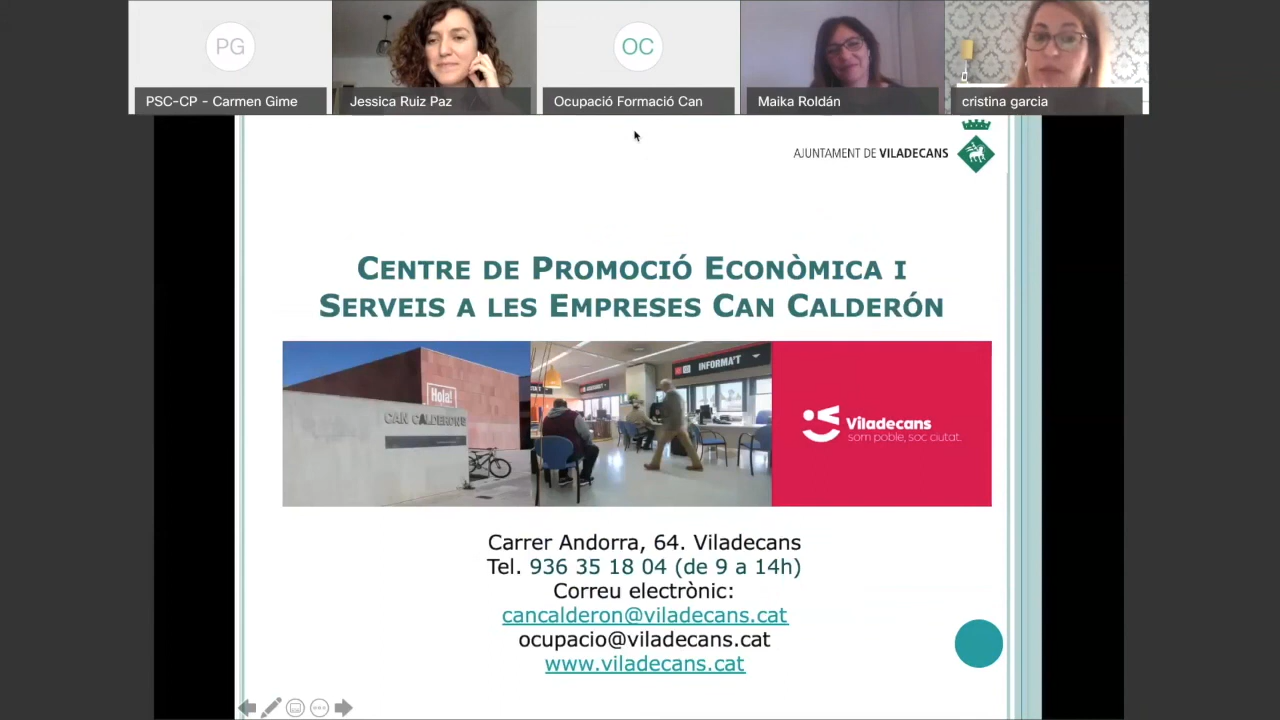 PG
OC
PSC-CP - Carmen Gime
Jessica Ruiz Paz
Ocupació Formació Can
Maika Roldán
cristina garcia
AJUNTAMENT DE VILADECANS
CENTRE DE PROMOCIÓ ECONÒMICA I
SERVEIS A LES EMPRESES CAN CALDERÓN
Hola!
CAN CALDERON
INFORMA'T
Viladecans
som poble, soc ciutat.
Carrer Andorra, 64. Viladecans
Tel. 936 35 18 04 (de 9 a 14h)
Correu electrònic:
cancalderon@viladecans.cat
ocupacio@viladecans.cat
www.viladecans.cat